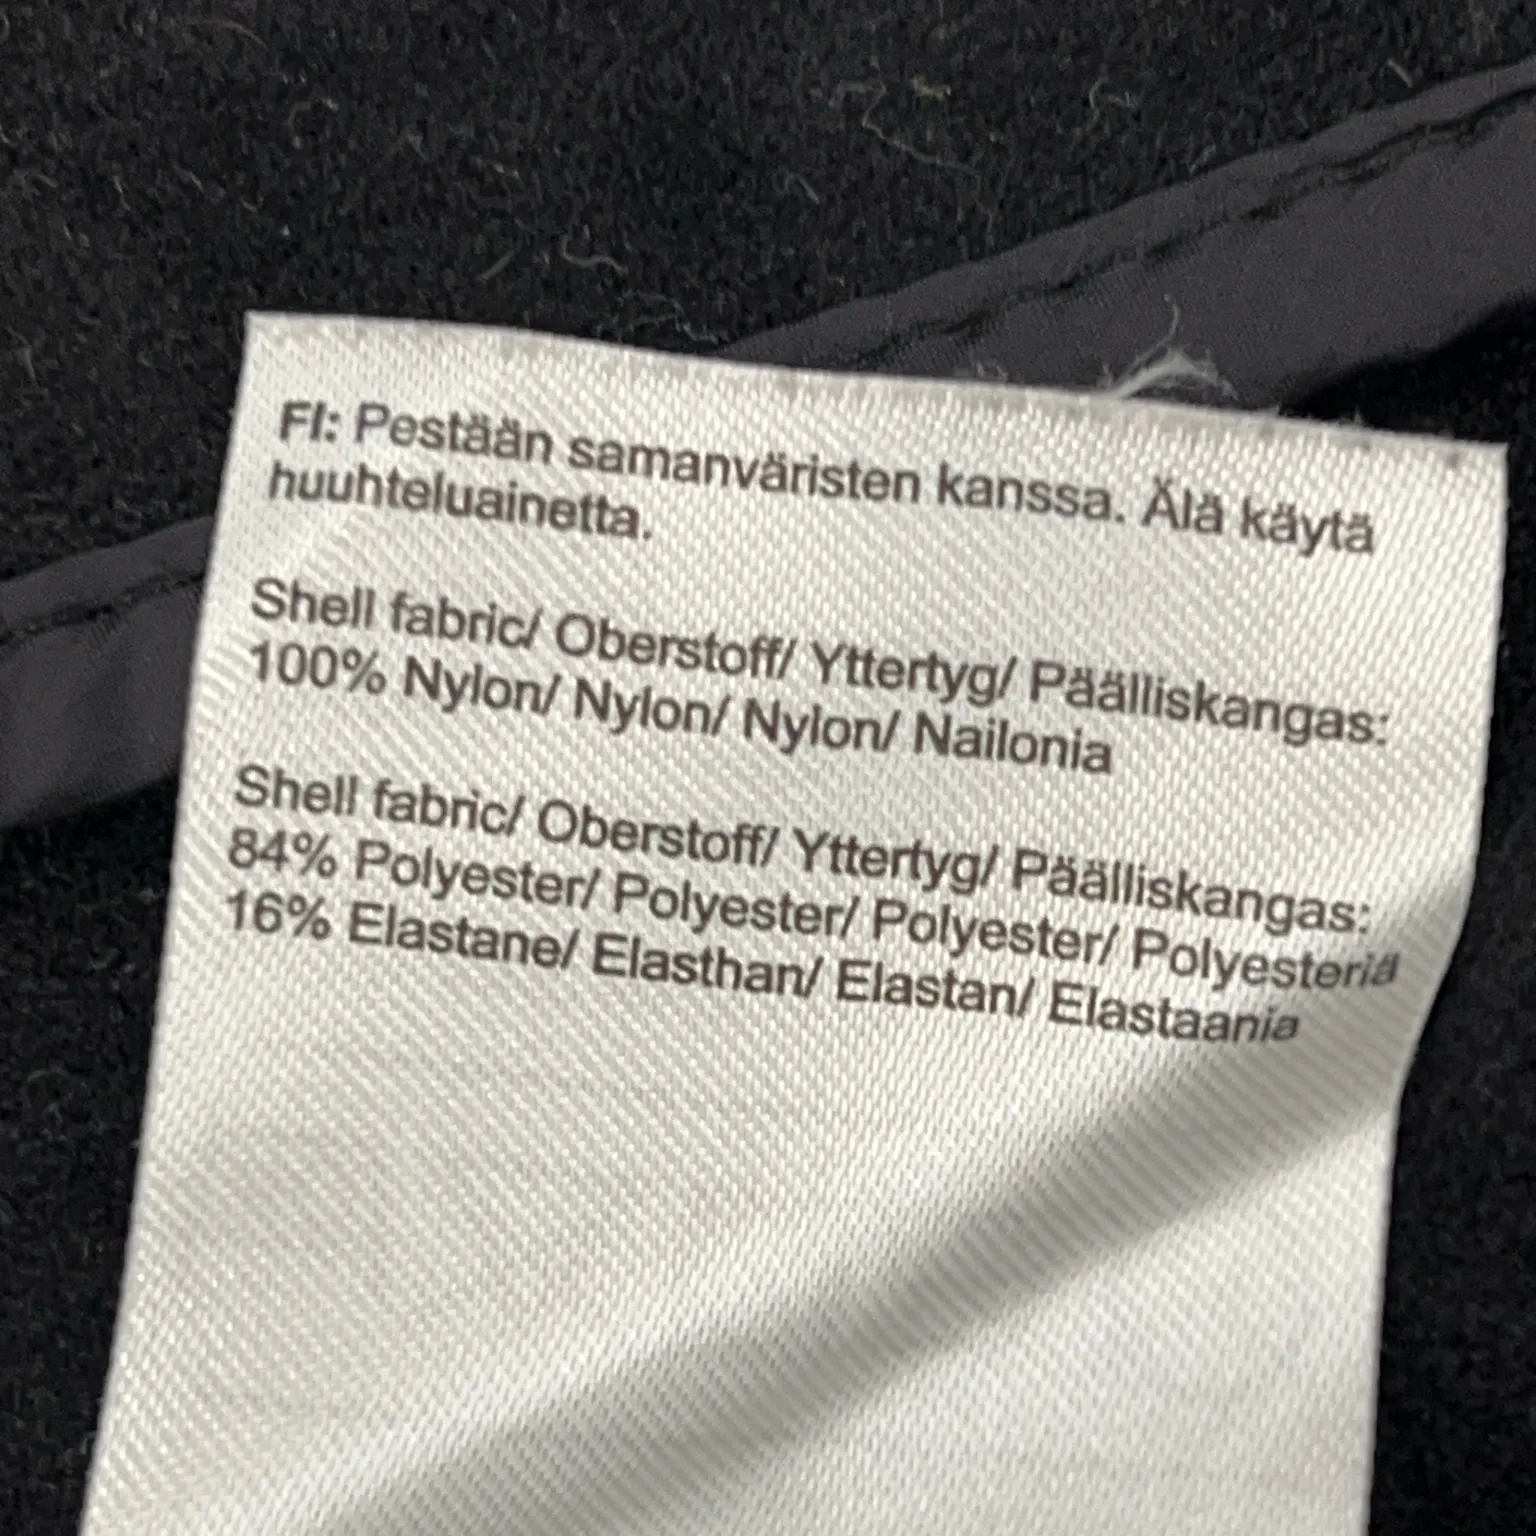 FI: Pestään samanväristen kanssa. Älä käytä
huuhteluainetta.
Shell fabric/ Oberstoff/ Yttertyg/ Päälliskangas:
100% Nylon/ Nylon/ Nylon/ Nailonia
Shell fabric/ Oberstoff/ Yttertyg/ Päälliskangas:
84% Polyester/ Polyester/ Polyester/ Polyesteriä
16% Elastane/ Elasthan/ Elastan/ Elastaania